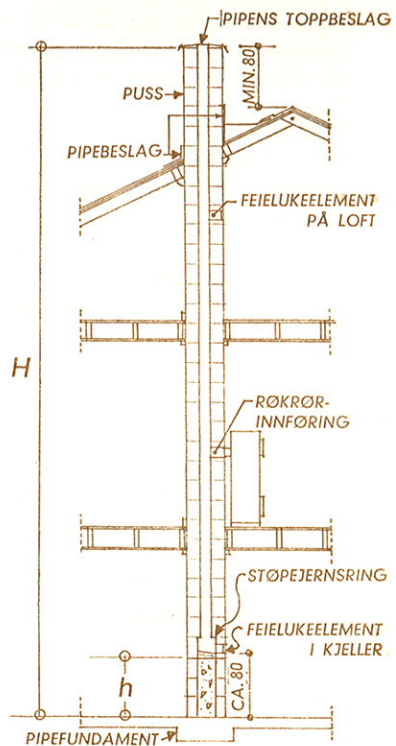 PIPENS TOPPBESLAG
MIN. 80
PUSS
PIPEBESLAG
FEIELUKEELEMENT
PÅ LOFT
H
RØKRØR-
INNFØRING
STØPEJERNSRING
FEIELUKEELEMENT
I KJELLER
h
CA. 80
PIPEFUNDAMENT